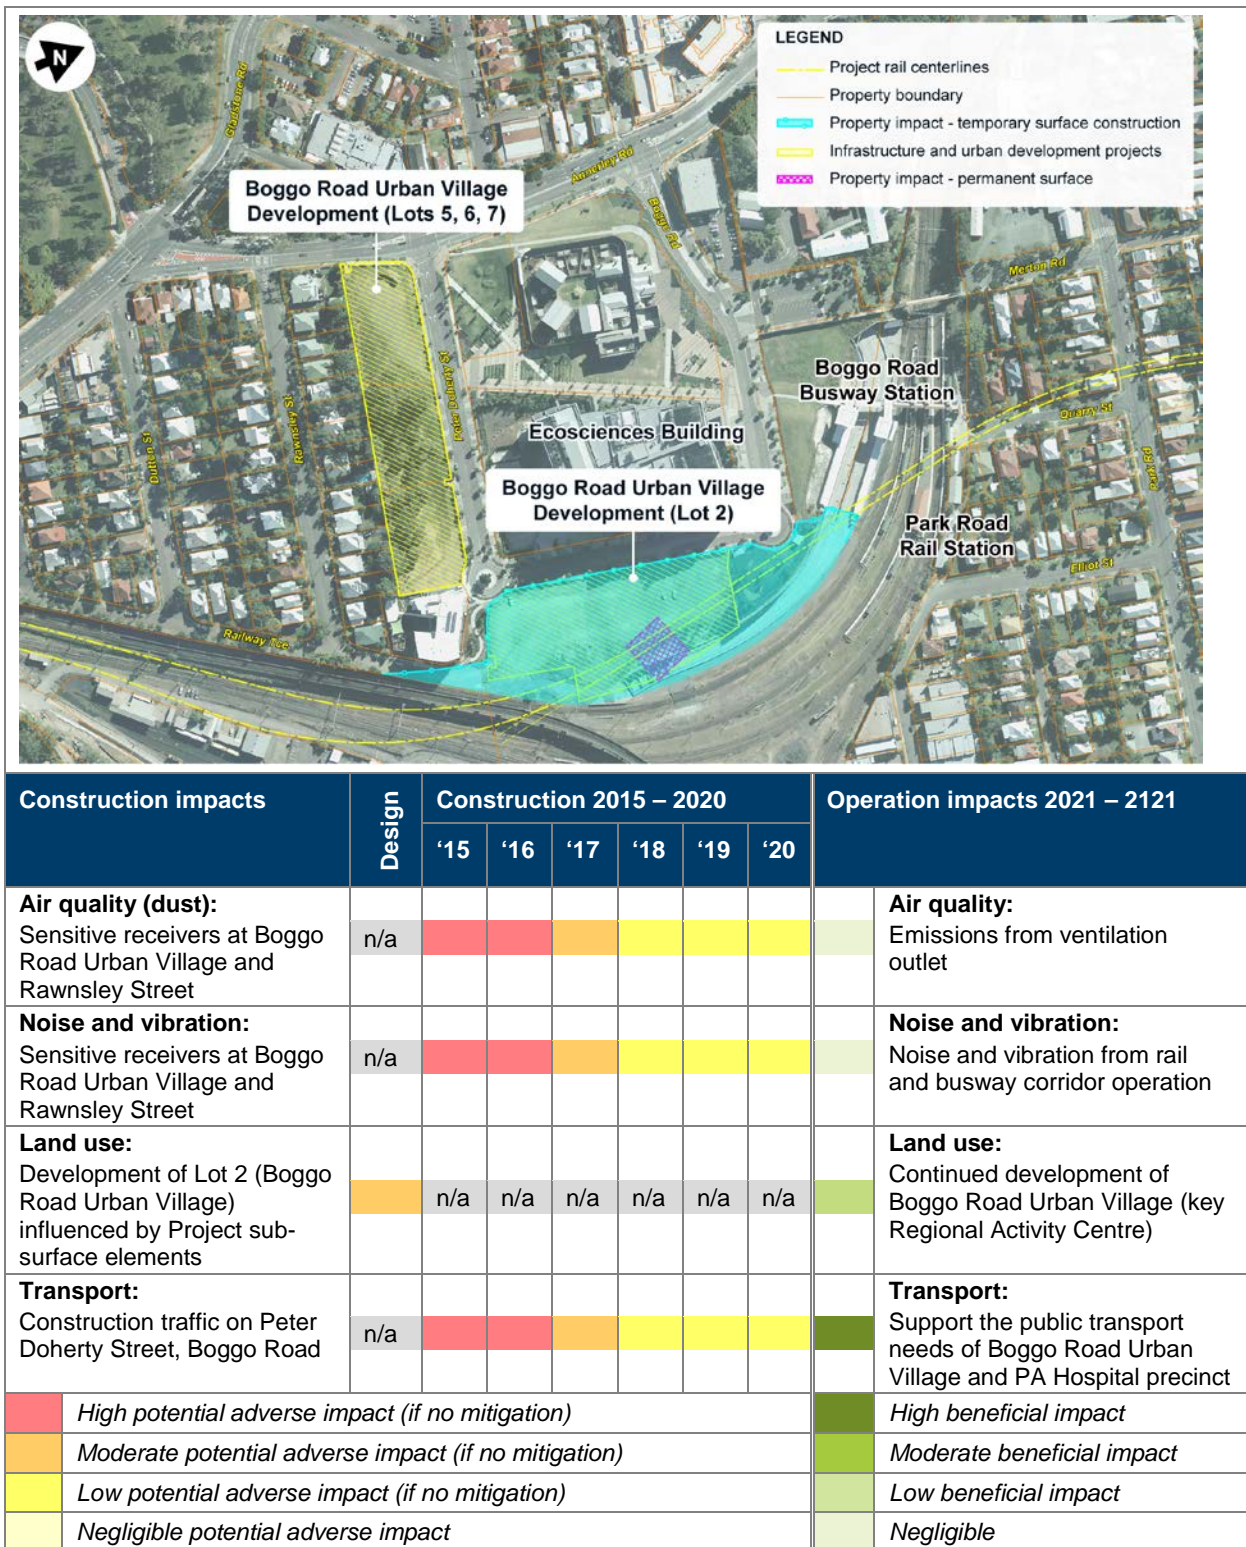 N
LEGEND
Project rail centerlines
Property boundary
Property impact - temporary surface construction
Infrastructure and urban development projects
Property impact - permanent surface
Gladstone Rd
Annerley Rd
Boggo Rd
Boggo Road Urban Village
Development (Lots 5, 6, 7)
Merton Rd
Boggo Road
Busway Station
Peter Doherty St
Rawnsley St
Dutton St
Quarry St
Park Rd
Ecosciences Building
Boggo Road Urban Village
Development (Lot 2)
Park Road
Rail Station
Elliot St
Railway Tce
Construction impacts
Design
Construction 2015 – 2020
Operation impacts 2021 – 2121
‘15 ‘16 ‘17 ‘18 ‘19 ‘20
Air quality (dust):
Sensitive receivers at Boggo
Road Urban Village and
Rawnsley Street
n/a
Air quality:
Emissions from ventilation
outlet
Noise and vibration:
Sensitive receivers at Boggo
Road Urban Village and
Rawnsley Street
n/a
Noise and vibration:
Noise and vibration from rail
and busway corridor operation
Land use:
Development of Lot 2 (Boggo
Road Urban Village)
influenced by Project sub-
surface elements
n/a n/a n/a n/a n/a n/a
Land use:
Continued development of
Boggo Road Urban Village (key
Regional Activity Centre)
Transport:
Construction traffic on Peter
Doherty Street, Boggo Road
n/a
Transport:
Support the public transport
needs of Boggo Road Urban
Village and PA Hospital precinct
High potential adverse impact (if no mitigation)
High beneficial impact
Moderate potential adverse impact (if no mitigation)
Moderate beneficial impact
Low potential adverse impact (if no mitigation)
Low beneficial impact
Negligible potential adverse impact
Negligible